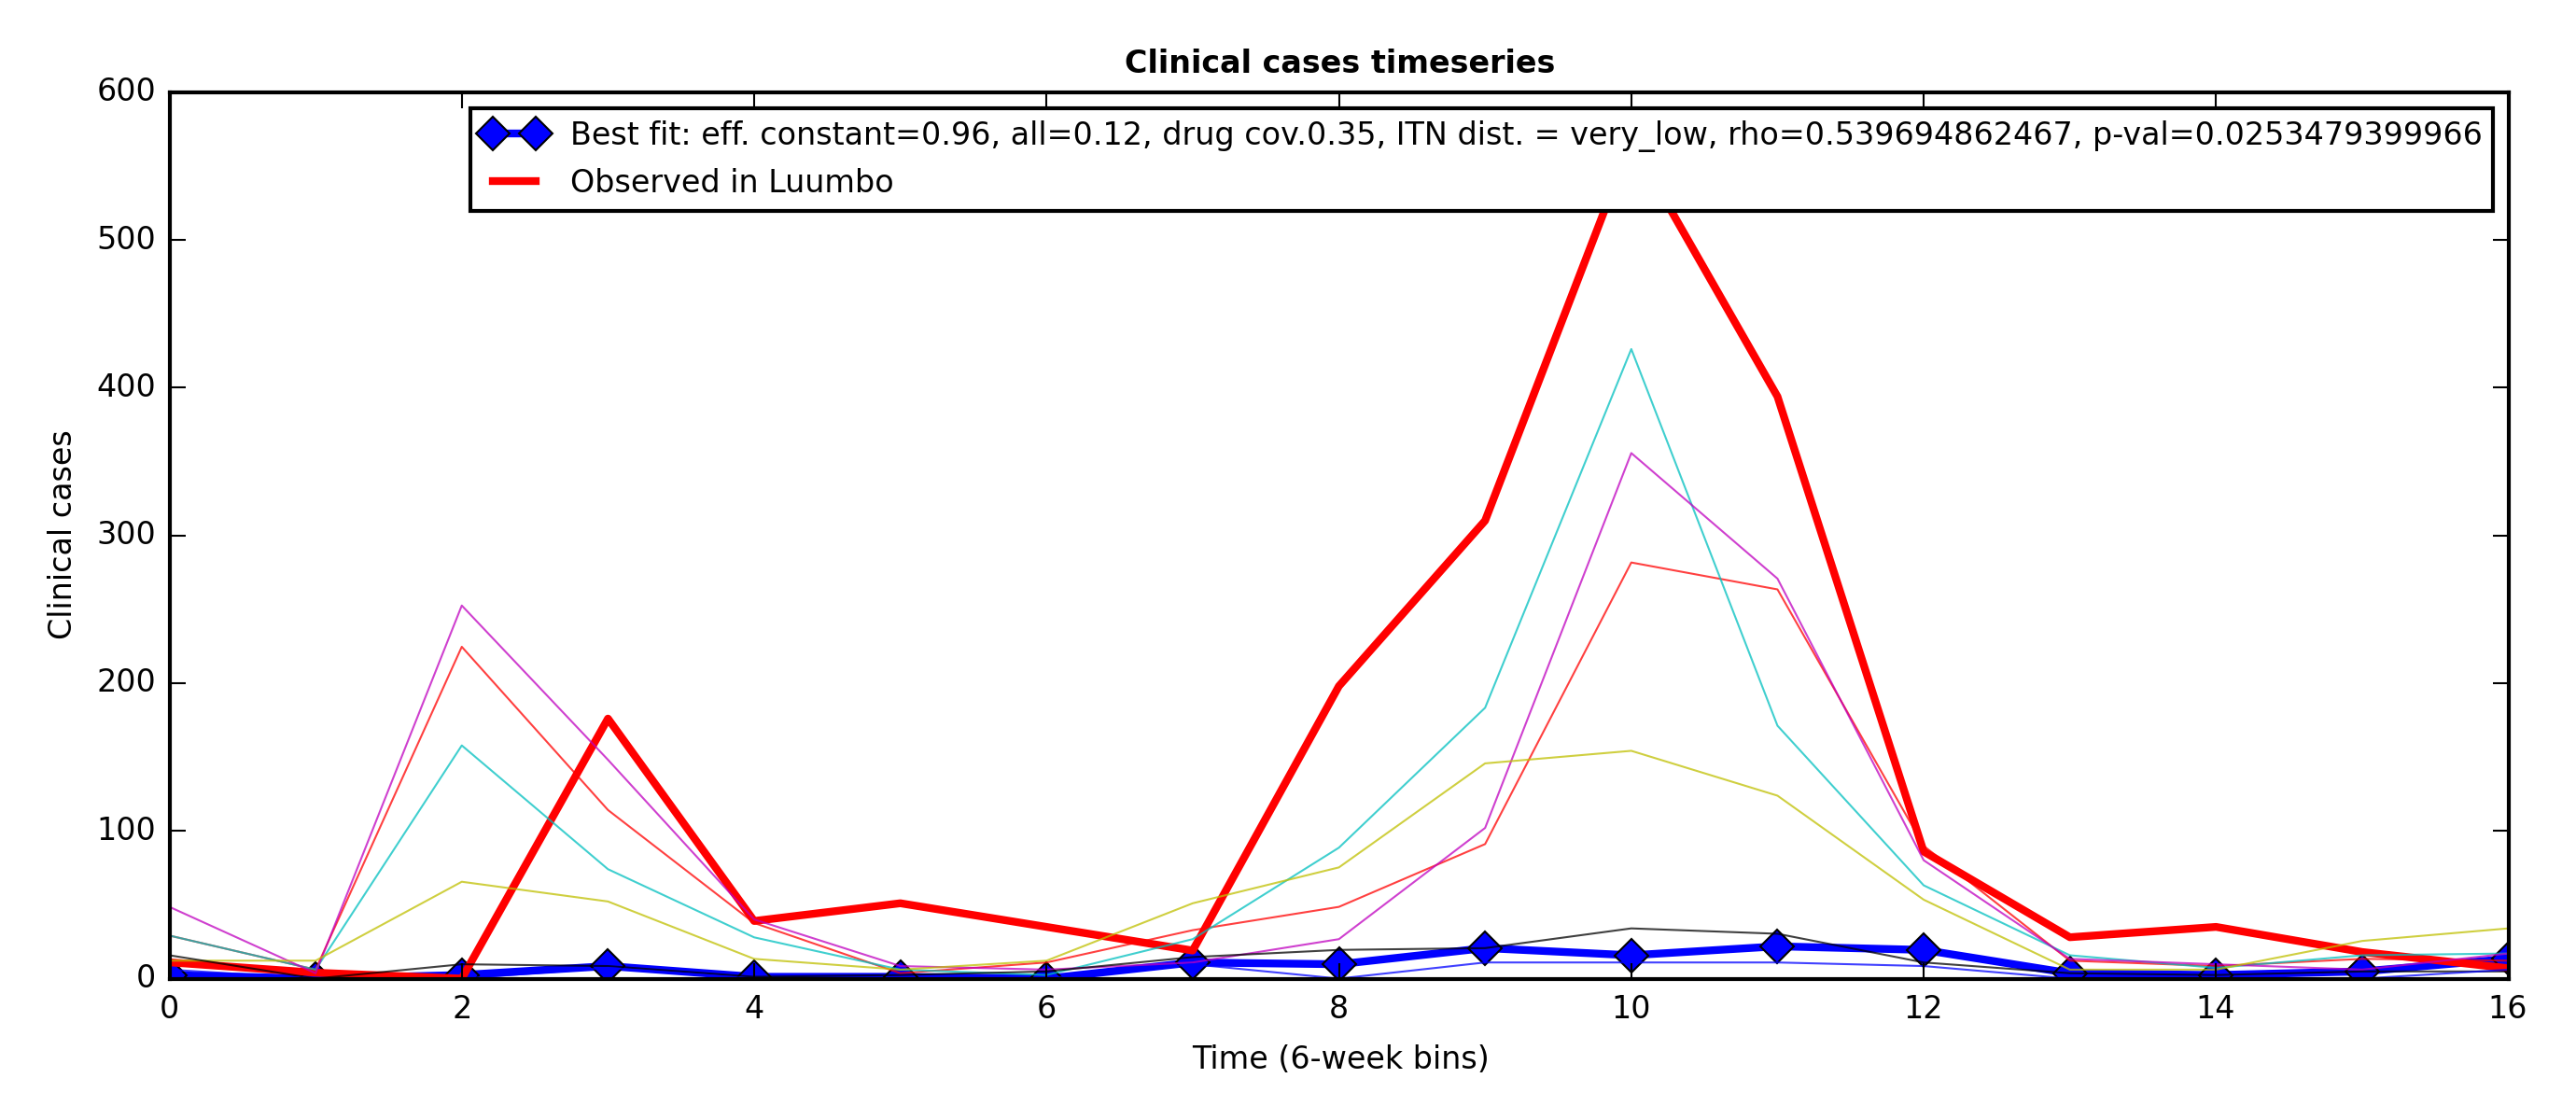 Clinical cases timeseries
600
500
400
300
200
100
0
Clinical cases
Best fit: eff. constant=0.96, all=0.12, drug cov.0.35, ITN dist. = very_low, rho=0.539694862467, p-val=0.0253479399966
Observed in Luumbo
0 2 4 6 8 10 12 14 16
Time (6-week bins)